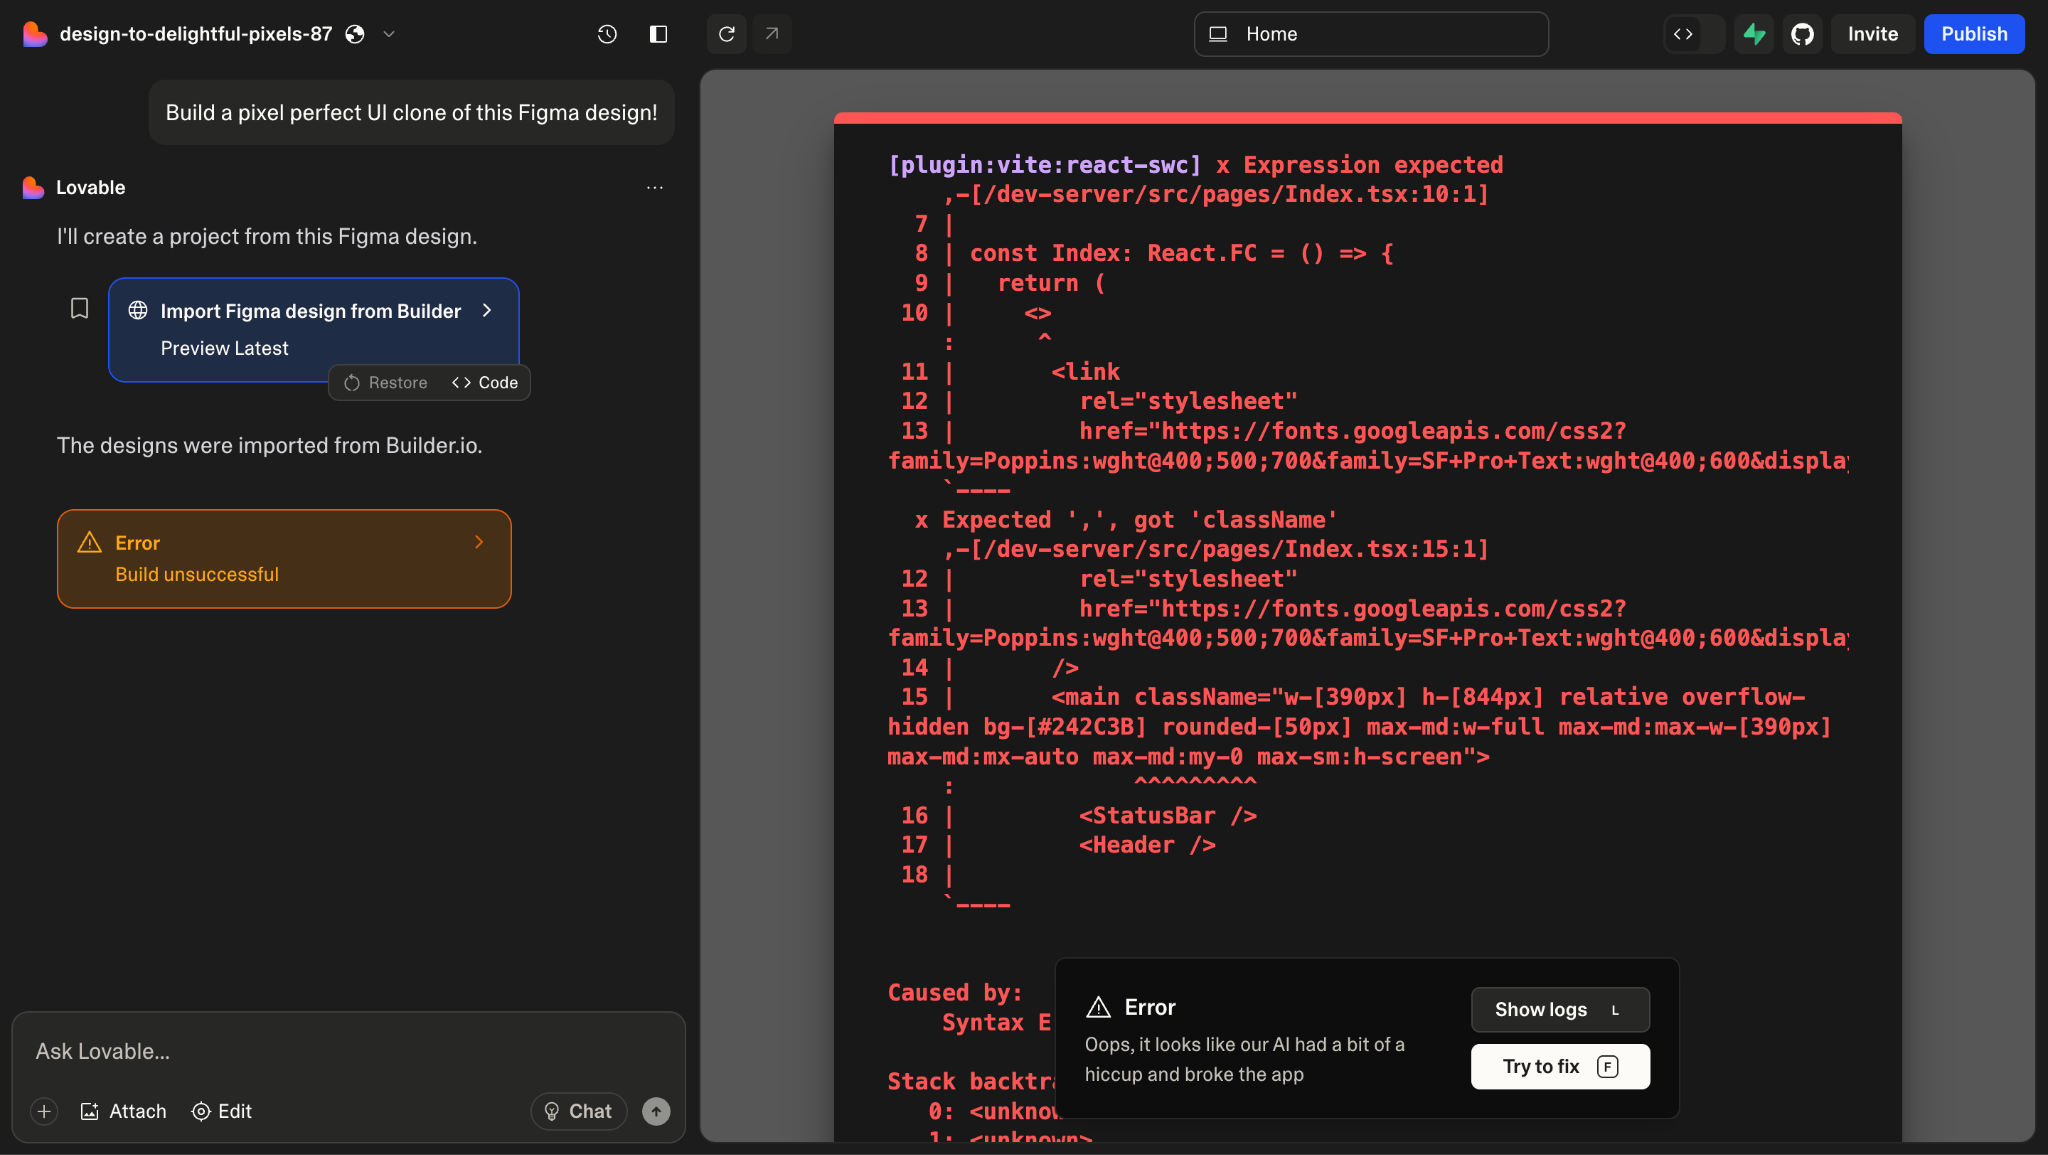 design-to-delightful-pixels-87
Home
Invite
Publish
Build a pixel perfect UI clone of this Figma design!
Lovable
I'll create a project from this Figma design.
Import Figma design from Builder
Preview Latest
Restore
Code
The designs were imported from Builder.io.
Error
Build unsuccessful
Ask Lovable...
Attach
Edit
Chat
[plugin:vite:react-swc] x Expression expected
,-[/dev-server/src/pages/Index.tsx:10:1]
7 |
8 | const Index: React.FC = () => {
9 |   return (
10 |     <>
:      ^
11 |       <link
12 |         rel="stylesheet"
13 |         href="https://fonts.googleapis.com/css2?
family=Poppins:wght@400;500;700&family=SF+Pro+Text:wght@400;600&display
`----
x Expected ',', got 'className'
,-[/dev-server/src/pages/Index.tsx:15:1]
12 |         rel="stylesheet"
13 |         href="https://fonts.googleapis.com/css2?
family=Poppins:wght@400;500;700&family=SF+Pro+Text:wght@400;600&display
14 |       />
15 |       <main className="w-[390px] h-[844px] relative overflow-
hidden bg-[#242C3B] rounded-[50px] max-md:w-full max-md:max-w-[390px]
max-md:mx-auto max-md:my-0 max-sm:h-screen">
:             ^^^^^^^^^
16 |         <StatusBar />
17 |         <Header />
18 |
`----
Caused by:
Syntax E
Stack backtra
0: <unknow
1: <unknown>
Error
Oops, it looks like our AI had a bit of a
hiccup and broke the app
Show logs L
Try to fix F